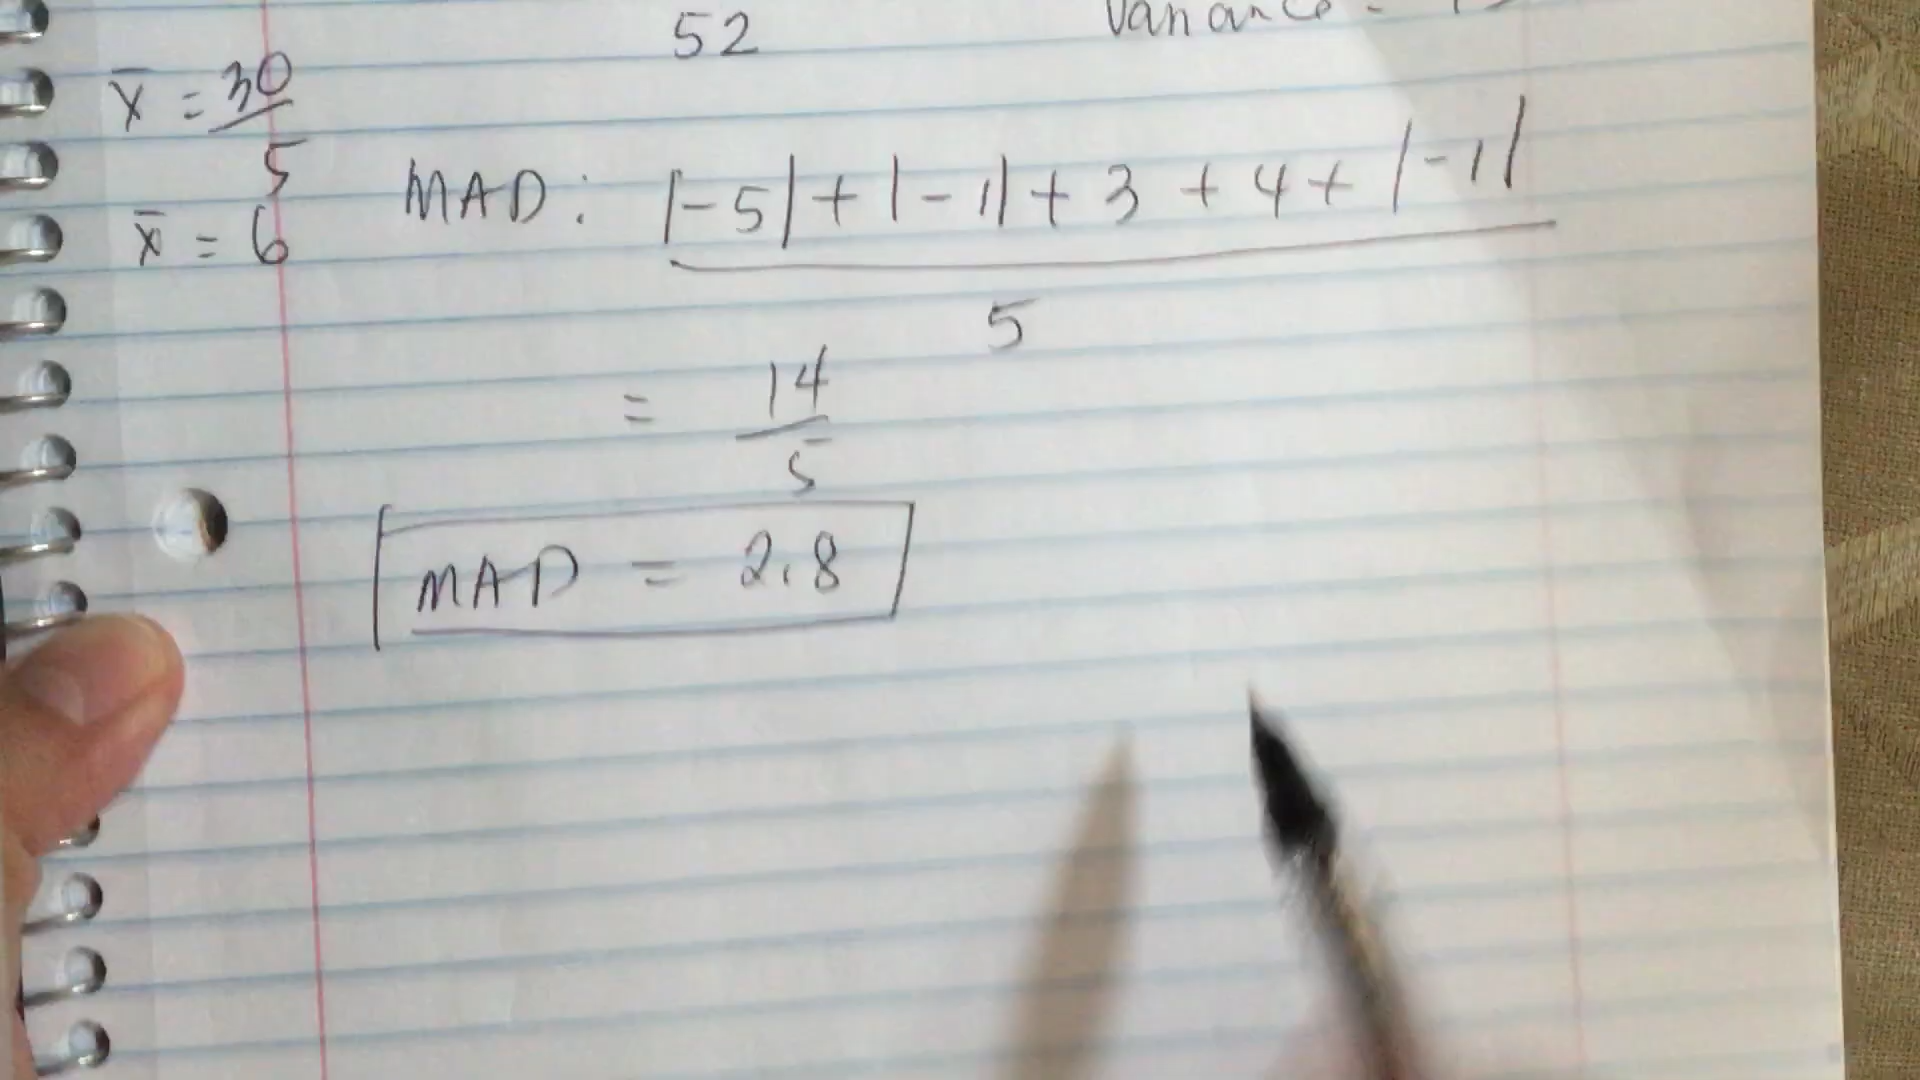 52
x̄ = 30
5
x̄ = 6
MAD: |-5| + |-1| + 3 + 4 + |-1|
5
= 14
5
MAD = 2.8